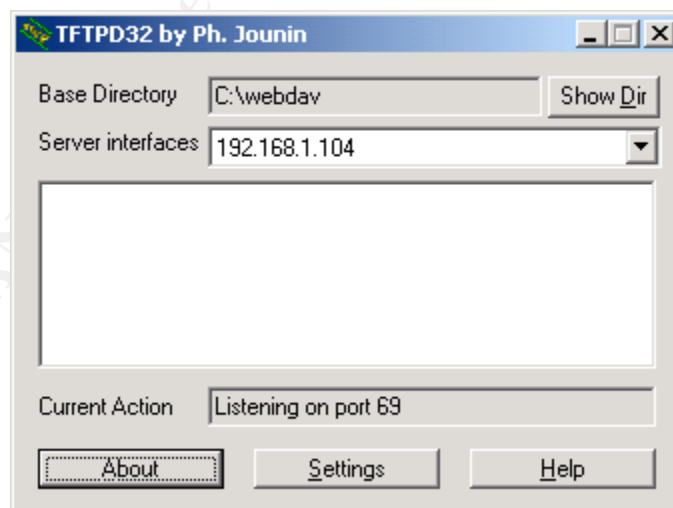 TFTPD32 by Ph. Jounin
Base Directory C:\webdav Show Dir
Server interfaces 192.168.1.104
Current Action Listening on port 69
About Settings Help